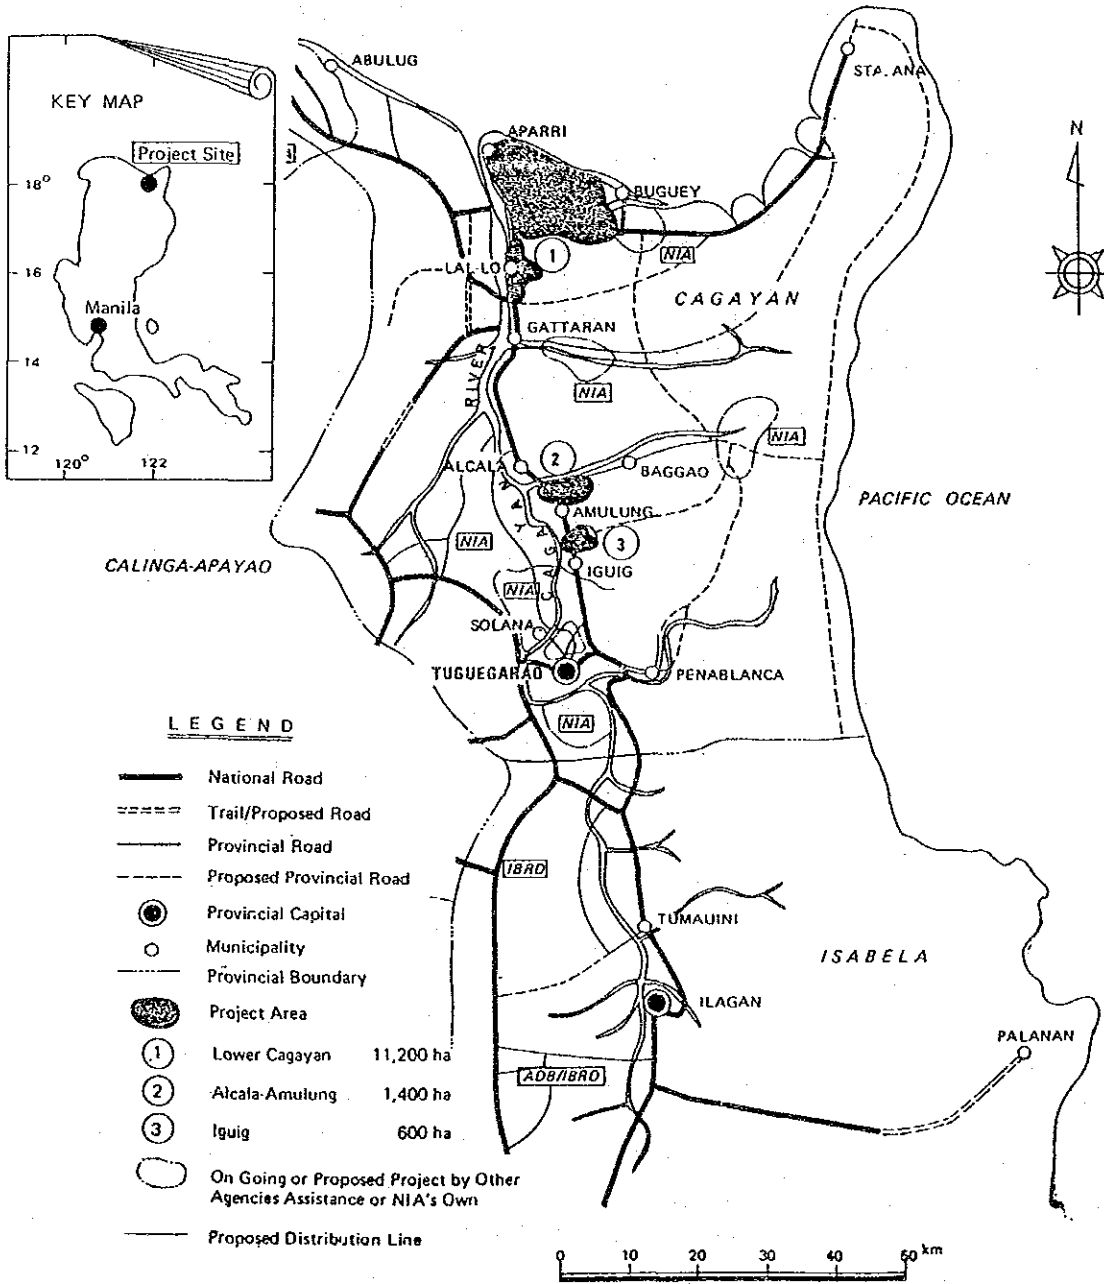 KEY MAP
Project Site
18°
16
Manila
14
12
120°
122
ABULUG
APARRI
BUGUEY
STA. ANA
N
NIA
1
LAL-LO
CAGAYAN
GATTARAN
RIVER
NIA
NIA
ALCALA
2
BAGGAO
AMULUNG
CAGAYAN
PACIFIC OCEAN
NIA
3
CALINGA-APAYAO
IGUIG
NIA
SOLANA
TUGUEGARAO
PENABLANCA
NIA
IBRD
TUMAUINI
ISABELA
ILAGAN
PALANAN
ADB/IBRD
LEGEND
National Road
Trail/Proposed Road
Provincial Road
Proposed Provincial Road
Provincial Capital
Municipality
Provincial Boundary
Project Area
1 Lower Cagayan 11,200 ha
2 Alcala-Amulung 1,400 ha
3 Iguig 600 ha
On Going or Proposed Project by Other
Agencies Assistance or NIA's Own
Proposed Distribution Line
0 10 20 30 40 50 km